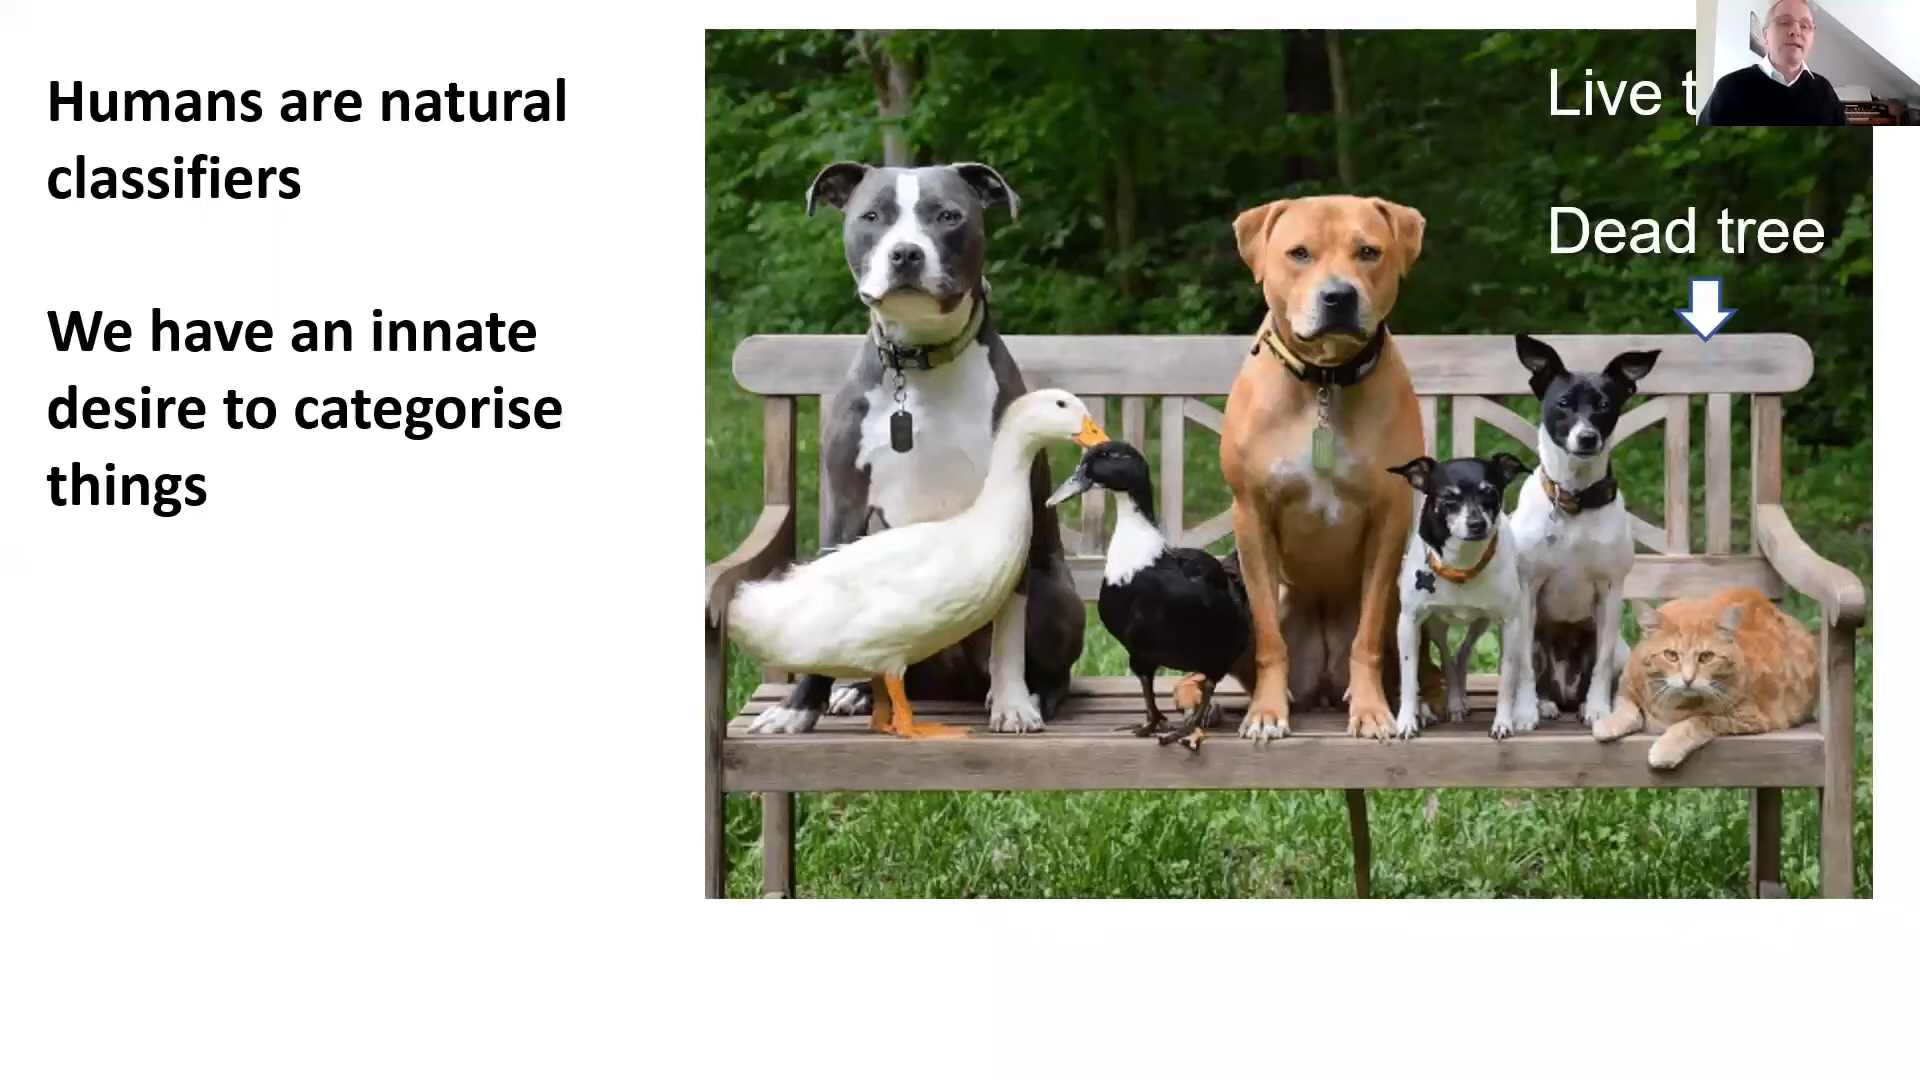 Humans are natural
classifiers
We have an innate
desire to categorise
things
Live
Dead tree